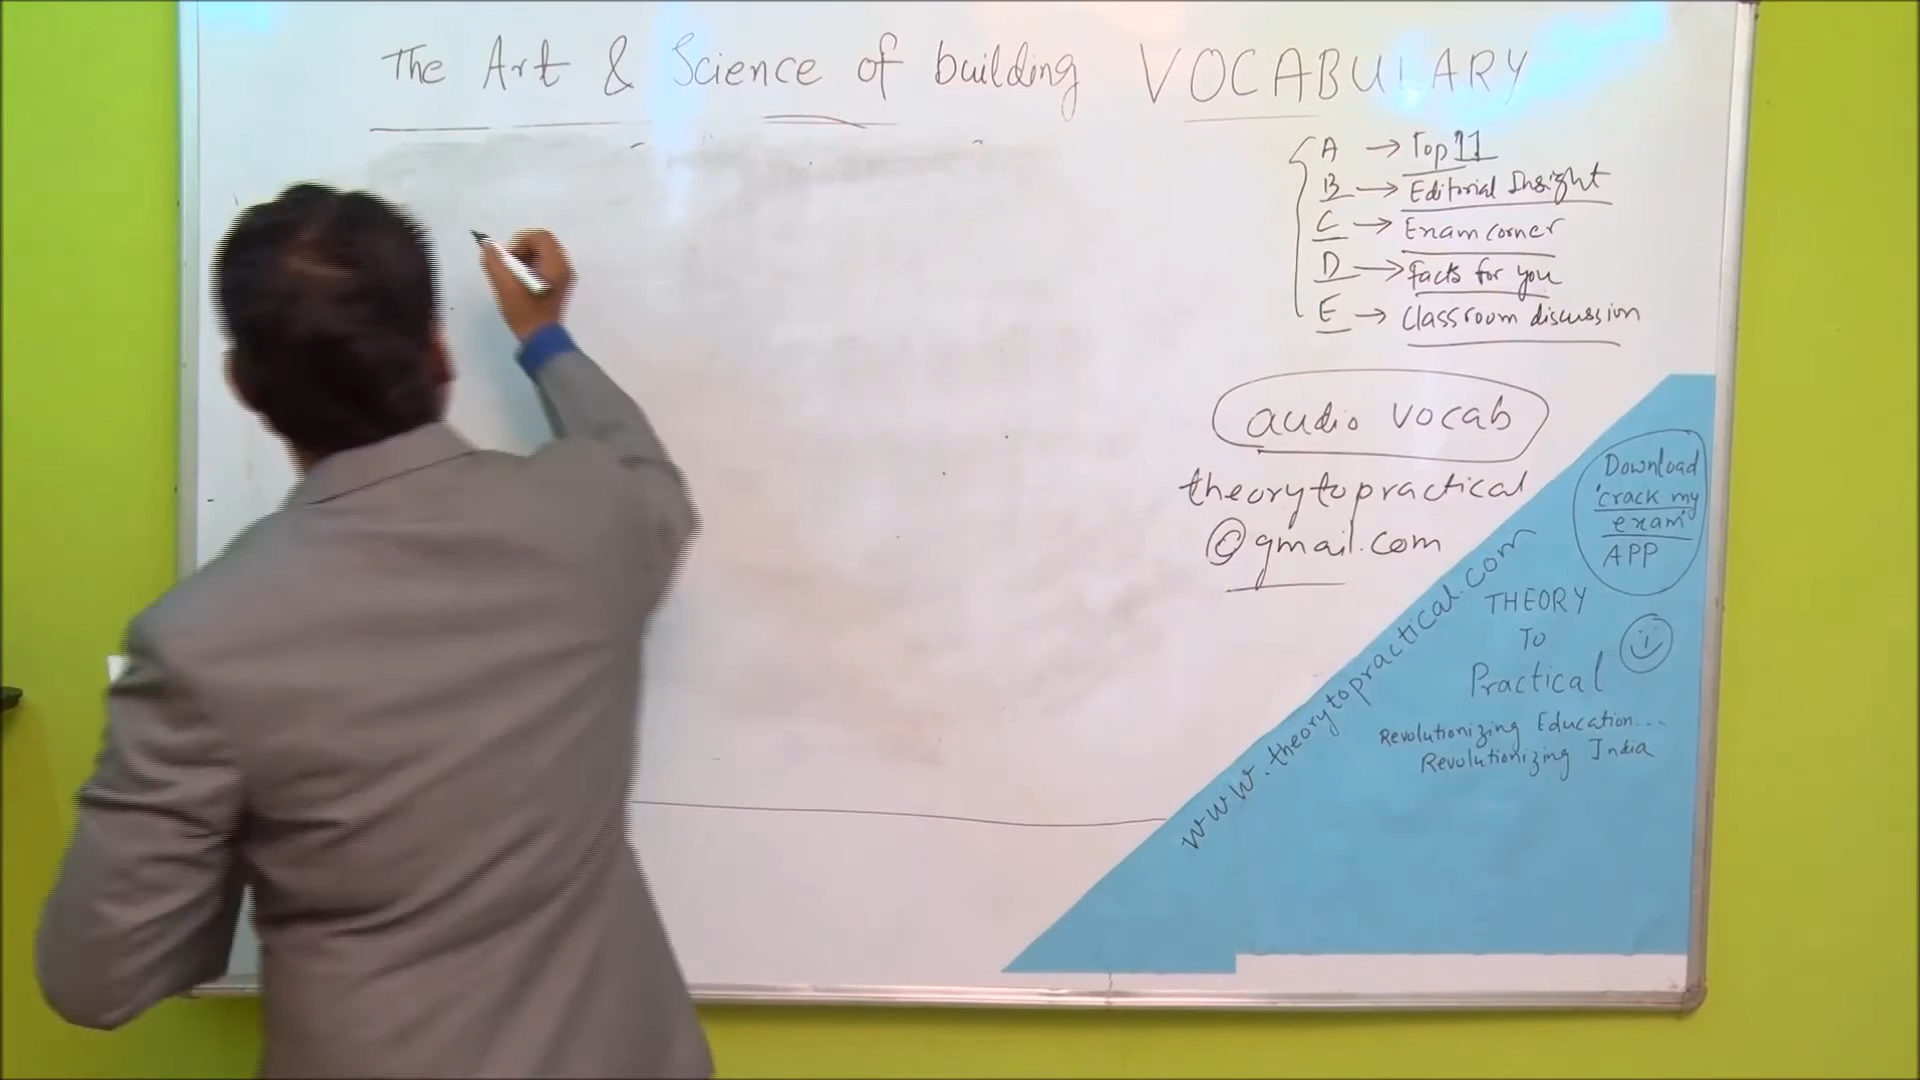 The Art & Science of building VOCABULARY
A → Top 11
B → Editorial Insight
C → Exam corner
D → Facts for you
E → Classroom discussion
audio vocab
theorytopractical
@gmail.com
www.theorytopractical.com
Download
'crack my
exam'
APP
THEORY
To
Practical
Revolutionizing Education...
Revolutionizing India